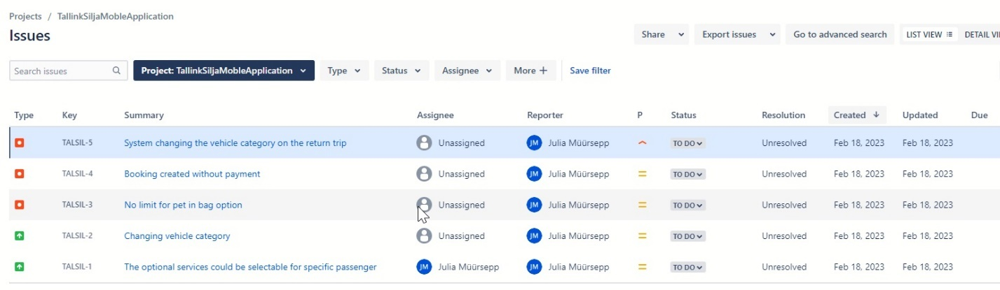 Projects / TallinkSiljaMobleApplication
Issues
Share Export issues Go to advanced search LIST VIEW DETAIL VI
Search issues Project: TallinkSiljaMobleApplication Type Status Assignee More + Save filter
Type Key Summary Assignee Reporter P Status Resolution Created Updated Due
TALSIL-5 System changing the vehicle category on the return trip Unassigned JM Julia Müürsepp TO DO Unresolved Feb 18, 2023 Feb 18, 2023
TALSIL-4 Booking created without payment Unassigned JM Julia Müürsepp TO DO Unresolved Feb 18, 2023 Feb 18, 2023
TALSIL-3 No limit for pet in bag option Unassigned JM Julia Müürsepp TO DO Unresolved Feb 18, 2023 Feb 18, 2023
TALSIL-2 Changing vehicle category Unassigned JM Julia Müürsepp TO DO Unresolved Feb 18, 2023 Feb 18, 2023
TALSIL-1 The optional services could be selectable for specific passenger JM Julia Müürsepp JM Julia Müürsepp TO DO Unresolved Feb 18, 2023 Feb 18, 2023